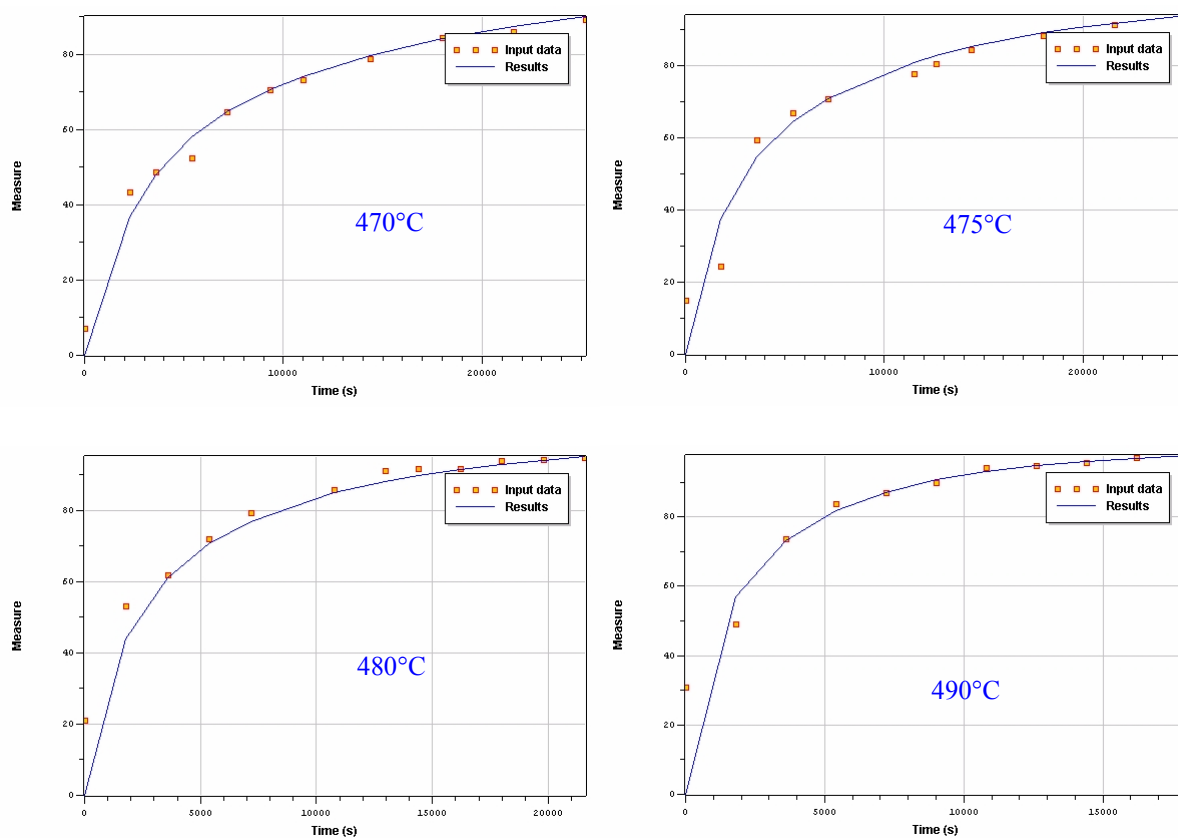 Measure
80
60
40
20
0
Input data
Results
470°C
0 10000 20000
Time (s)
Measure
80
60
40
20
0
Input data
Results
475°C
0 10000 20000
Time (s)
Measure
80
60
40
20
0
Input data
Results
480°C
0 5000 10000 15000 20000
Time (s)
Measure
80
60
40
20
0
Input data
Results
490°C
0 5000 10000 15000
Time (s)